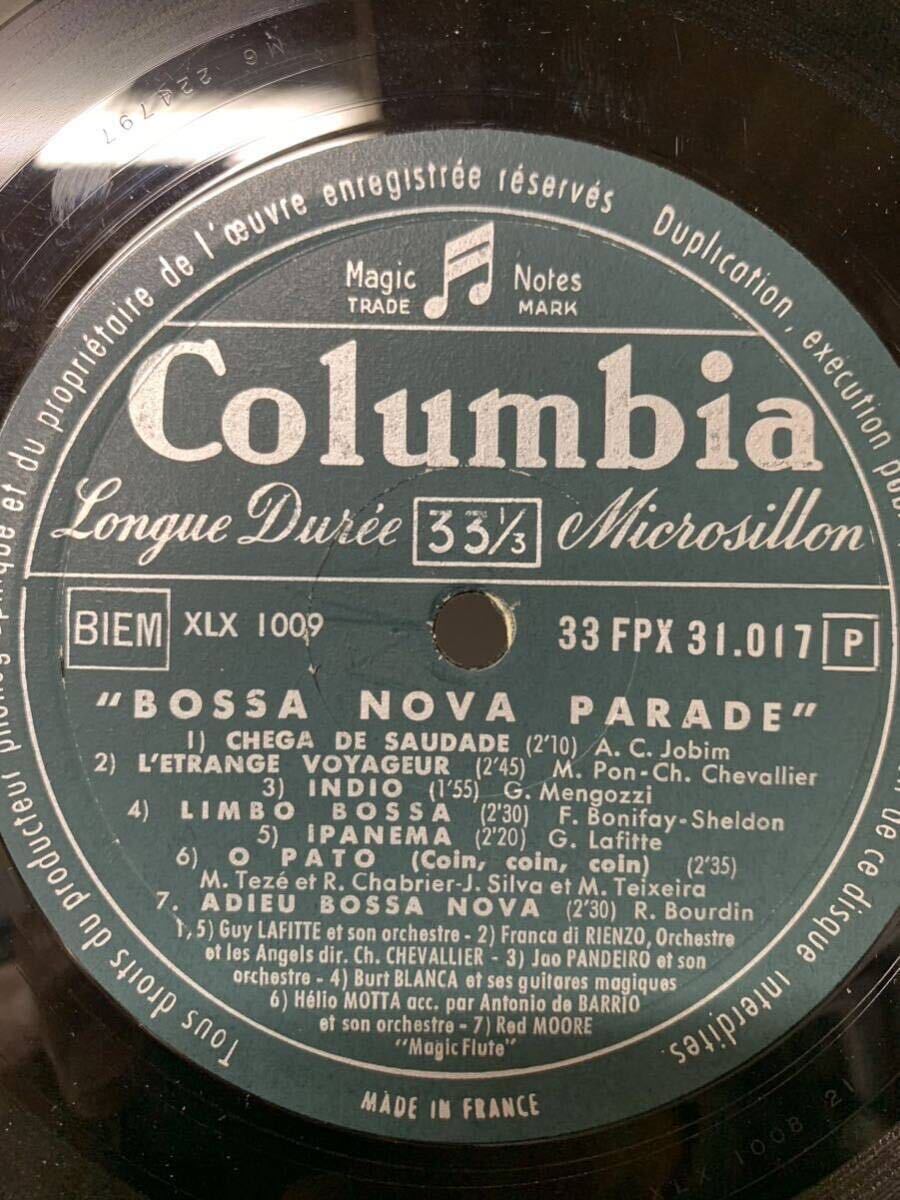 M6 224797
Tous droits du producteur phonographique et du propriétaire de l'œuvre enregistrée réservés Duplication, exécution de ce disque interdites.
Magic Notes
TRADE MARK
Columbia
Longue Durée 33⅓ Microsillon
BIEM XLX 1009 33 FPX 31.017 P
"BOSSA NOVA PARADE"
1) CHEGA DE SAUDADE (2'10) A. C. Jobim
2) L'ETRANGE VOYAGEUR (2'45) M. Pon-Ch. Chevallier
3) INDIO (1'55) G. Mengozzi
4) LIMBO BOSSA (2'30) F. Bonifay-Sheldon
5) IPANEMA (2'20) G. Lafitte
6) O PATO (Coin, coin, coin) (2'35)
M. Tezé et R. Chabrier-J. Silva et M. Teixeira
7. ADIEU BOSSA NOVA (2'30) R. Bourdin
1,5) Guy LAFITTE et son orchestre - 2) Franca di RIENZO, Orchestre
et les Angels dir. Ch. CHEVALLIER - 3) Jao PANDEIRO et son
orchestre - 4) Burt BLANCA et ses guitares magiques
6) Hélio MOTTA acc. par Antonio de BARRIO
et son orchestre - 7) Red MOORE
"Magic Flute"
MADE IN FRANCE
XLX 1008 21